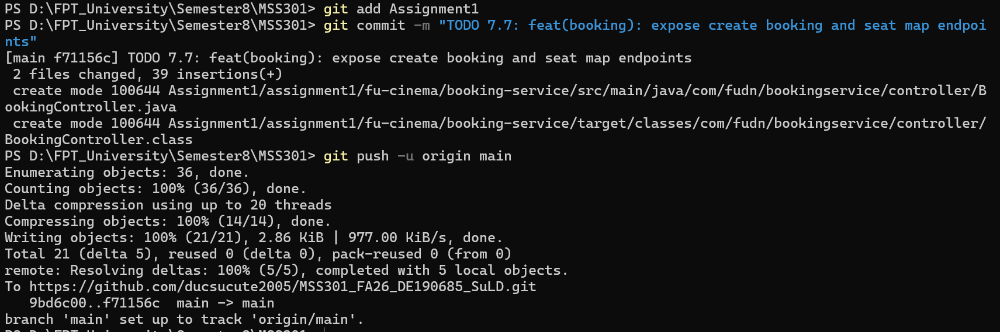 PS D:\FPT_University\Semester8\MSS301> git add Assignment1
PS D:\FPT_University\Semester8\MSS301> git commit -m "TODO 7.7: feat(booking): expose create booking and seat map endpoi
nts"
[main f71156c] TODO 7.7: feat(booking): expose create booking and seat map endpoints
 2 files changed, 39 insertions(+)
 create mode 100644 Assignment1/assignment1/fu-cinema/booking-service/src/main/java/com/fudn/bookingservice/controller/B
ookingController.java
 create mode 100644 Assignment1/assignment1/fu-cinema/booking-service/target/classes/com/fudn/bookingservice/controller/
BookingController.class
PS D:\FPT_University\Semester8\MSS301> git push -u origin main
Enumerating objects: 36, done.
Counting objects: 100% (36/36), done.
Delta compression using up to 20 threads
Compressing objects: 100% (14/14), done.
Writing objects: 100% (21/21), 2.86 KiB | 977.00 KiB/s, done.
Total 21 (delta 5), reused 0 (delta 0), pack-reused 0 (from 0)
remote: Resolving deltas: 100% (5/5), completed with 5 local objects.
To https://github.com/ducsucute2005/MSS301_FA26_DE190685_SuLD.git
   9bd6c00..f71156c  main -> main
branch 'main' set up to track 'origin/main'.